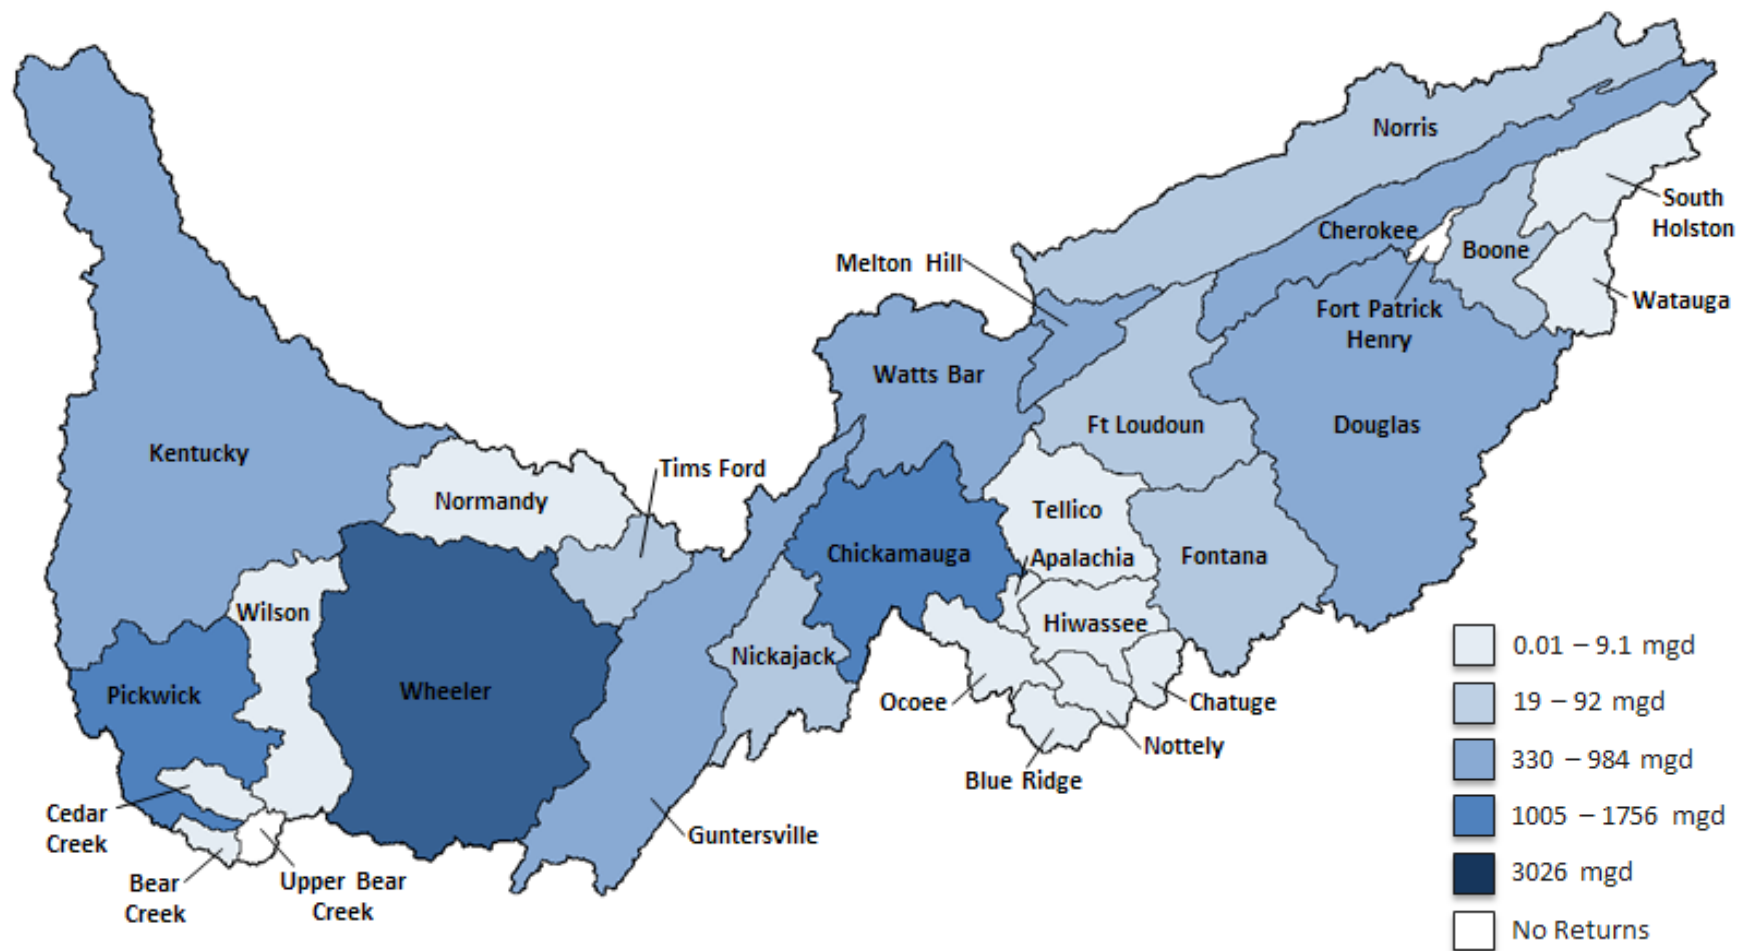 Norris
South
Holston
Cherokee
Boone
Melton Hill
Watauga
Fort Patrick
Henry
Watts Bar
Ft Loudoun
Douglas
Kentucky
Tims Ford
Normandy
Tellico
Chickamauga
Apalachia
Fontana
Wilson
Hiwassee
Nickajack
Pickwick
Wheeler
Ocoee
Chatuge
Nottely
Blue Ridge
Cedar
Creek
Guntersville
Bear
Creek
Upper Bear
Creek
0.01 – 9.1 mgd
19 – 92 mgd
330 – 984 mgd
1005 – 1756 mgd
3026 mgd
No Returns